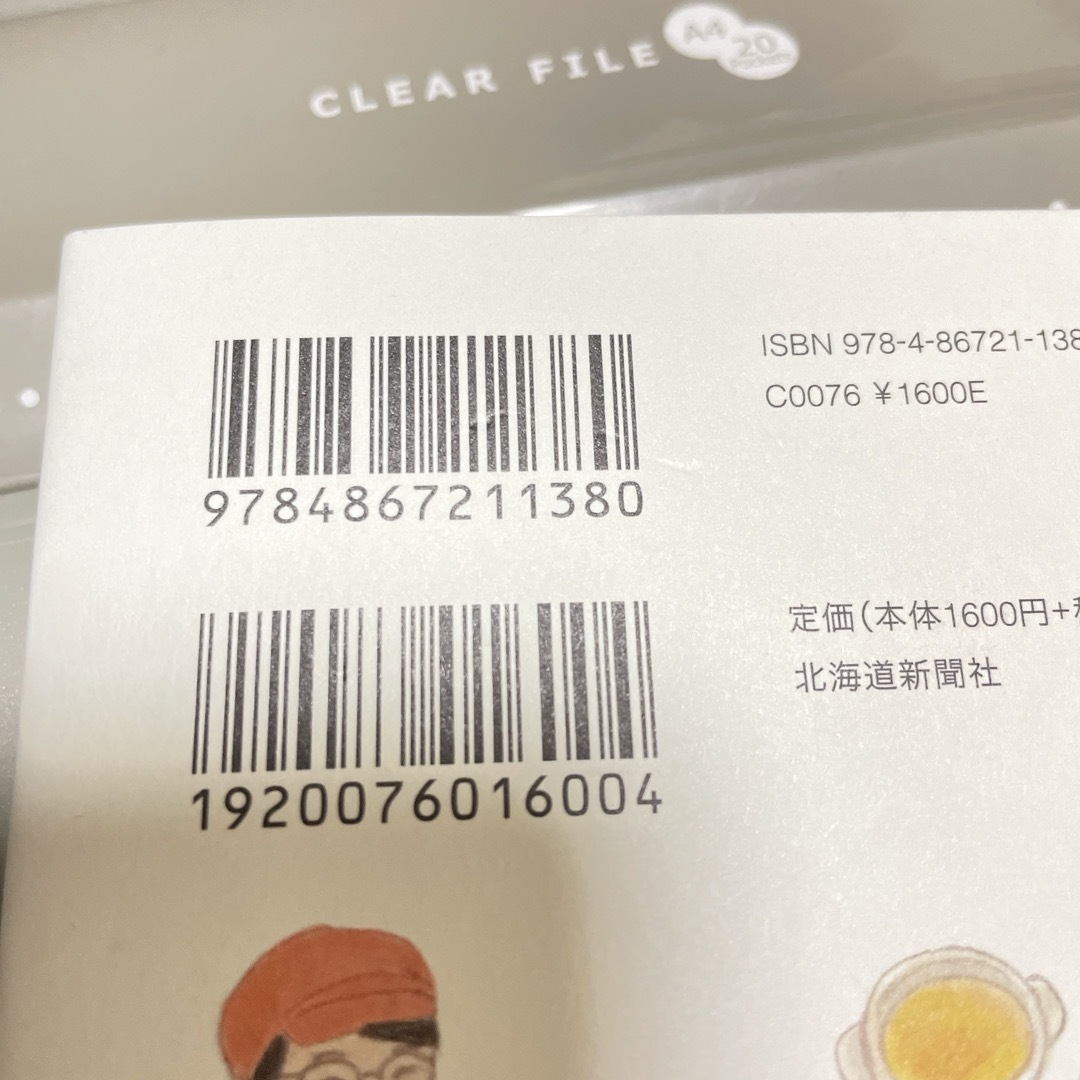 CLEAR FILE
A4
20
Pockets
ISBN 978-4-86721-138
C0076 ¥1600E
9784867211380
定価(本体1600円+
北海道新聞社
1920076016004